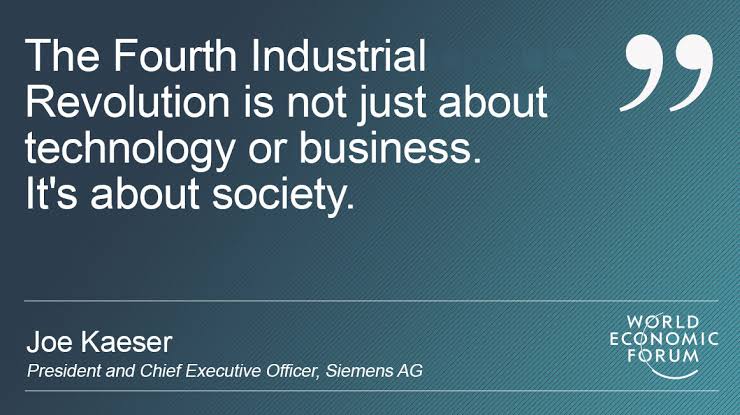 The Fourth Industrial
Revolution is not just about
technology or business.
It's about society.
”
Joe Kaeser
President and Chief Executive Officer, Siemens AG
WORLD
ECONOMIC
FORUM